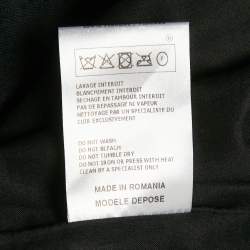 LAVAGE INTERDIT
BLANCHIMENT INTERDIT
SECHAGE EN TAMBOUR INTERDIT
PAS DE REPASSAGE NI VAPEUR
NETTOYAGE PAR UN SPECIALISTE DU
CUIR EXCLUSIVEMENT
DO NOT WASH
DO NOT BLEACH
DO NOT TUMBLE DRY
DO NOT IRON OR PRESS WITH HEAT
CLEAN BY A SPECIALIST ONLY
MADE IN ROMANIA
MODELE DEPOSE